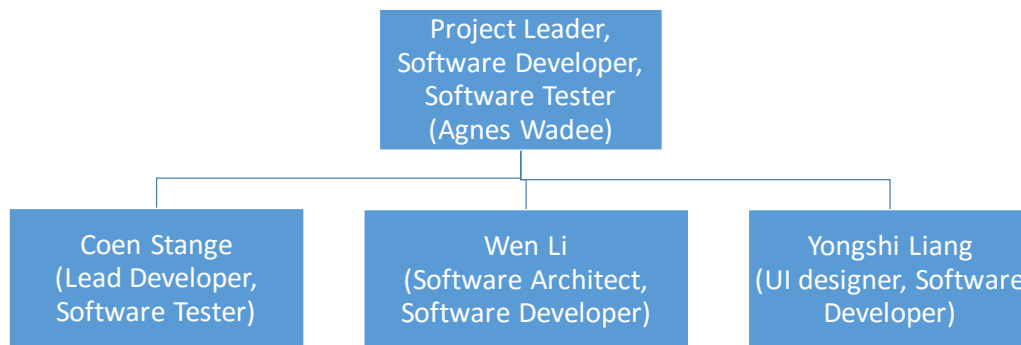 Project Leader,
Software Developer,
Software Tester
(Agnes Wadee)
Coen Stange
(Lead Developer,
Software Tester)
Wen Li
(Software Architect,
Software Developer)
Yongshi Liang
(UI designer, Software
Developer)